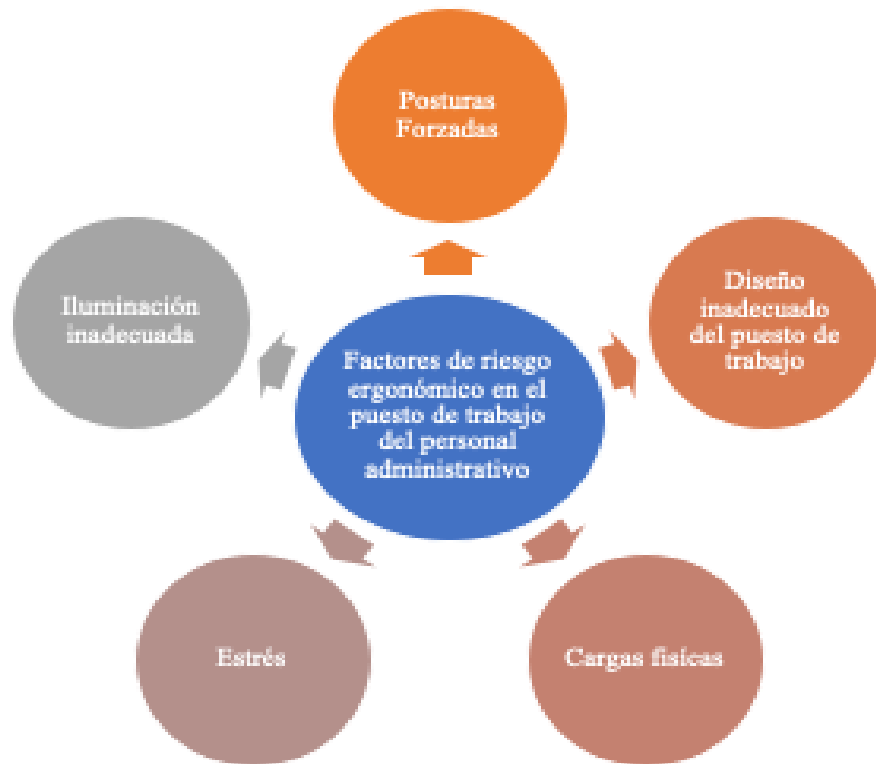 Posturas
Forzadas
Iluminación
inadecuada
Diseño
inadecuado
del puesto de
trabajo
Factores de riesgo
ergonómico en el
puesto de trabajo
del personal
administrativo
Estrés
Cargas fisícas